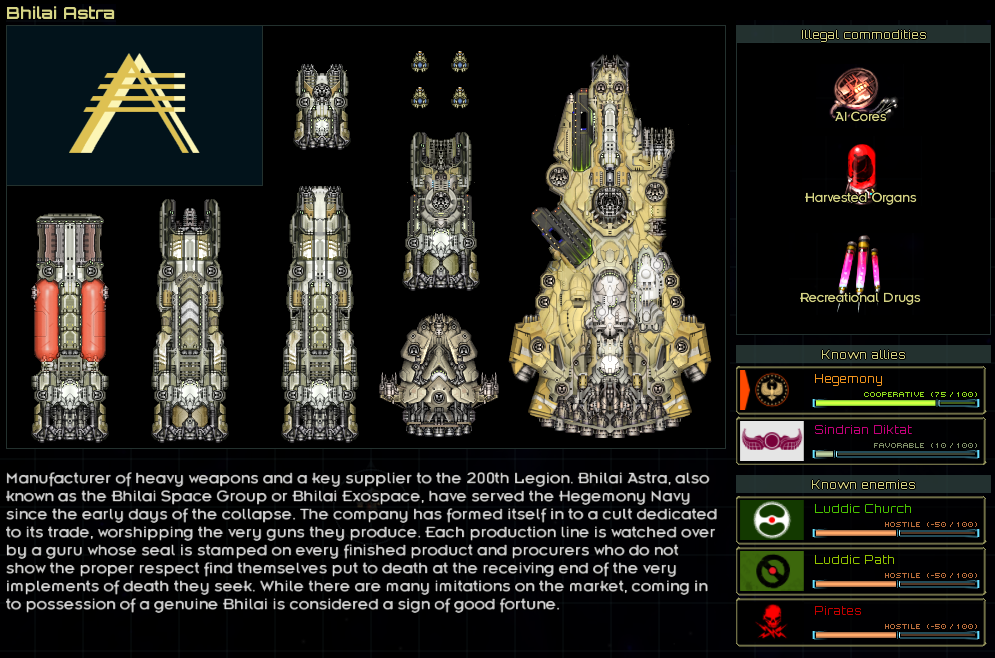 Bhilai Astra
Illegal commodities
AI Cores
Harvested Organs
Recreational Drugs
Known allies
Hegemony
COOPERATIVE (75 / 100)
Sindrian Diktat
FAVORABLE (10 / 100)
Known enemies
Luddic Church
HOSTILE (-50 / 100)
Luddic Path
HOSTILE (-50 / 100)
Pirates
HOSTILE (-50 / 100)
Manufacturer of heavy weapons and a key supplier to the 200th Legion. Bhilai Astra, also
known as the Bhilai Space Group or Bhilai Exospace, have served the Hegemony Navy
since the early days of the collapse. The company has formed itself in to a cult dedicated
to its trade, worshipping the very guns they produce. Each production line is watched over
by a guru whose seal is stamped on every finished product and procurers who do not
show the proper respect find themselves put to death at the receiving end of the very
implements of death they seek. While there are many imitations on the market, coming in
to possession of a genuine Bhilai is considered a sign of good fortune.